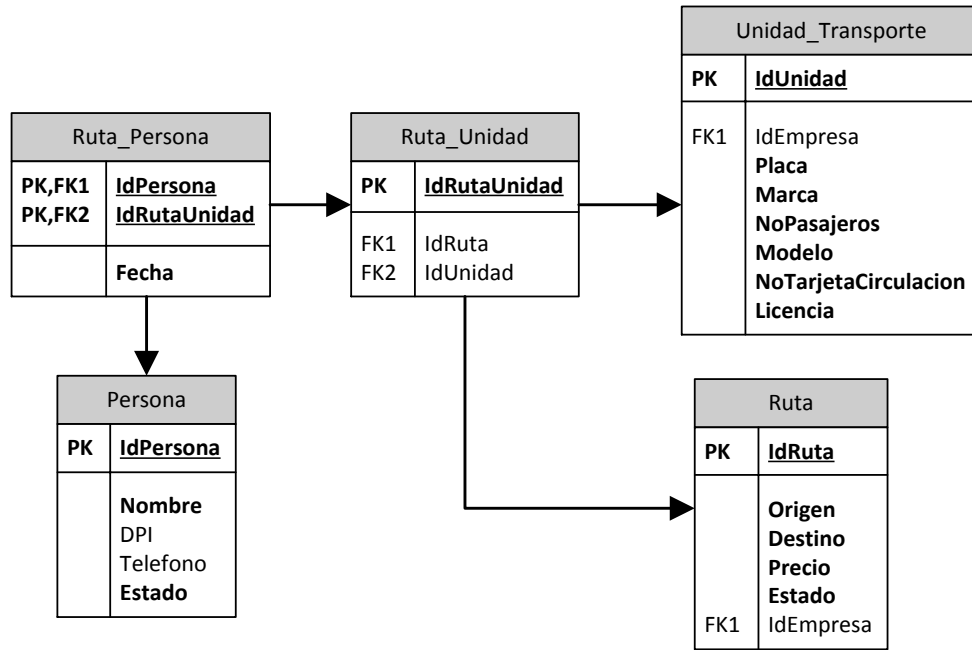 Unidad_Transporte
PK IdUnidad
FK1 IdEmpresa
Placa
Marca
NoPasajeros
Modelo
NoTarjetaCirculacion
Licencia
Ruta_Persona
PK,FK1 IdPersona
PK,FK2 IdRutaUnidad
Fecha
Ruta_Unidad
PK IdRutaUnidad
FK1 IdRuta
FK2 IdUnidad
Persona
PK IdPersona
Nombre
DPI
Telefono
Estado
Ruta
PK IdRuta
Origen
Destino
Precio
Estado
FK1 IdEmpresa